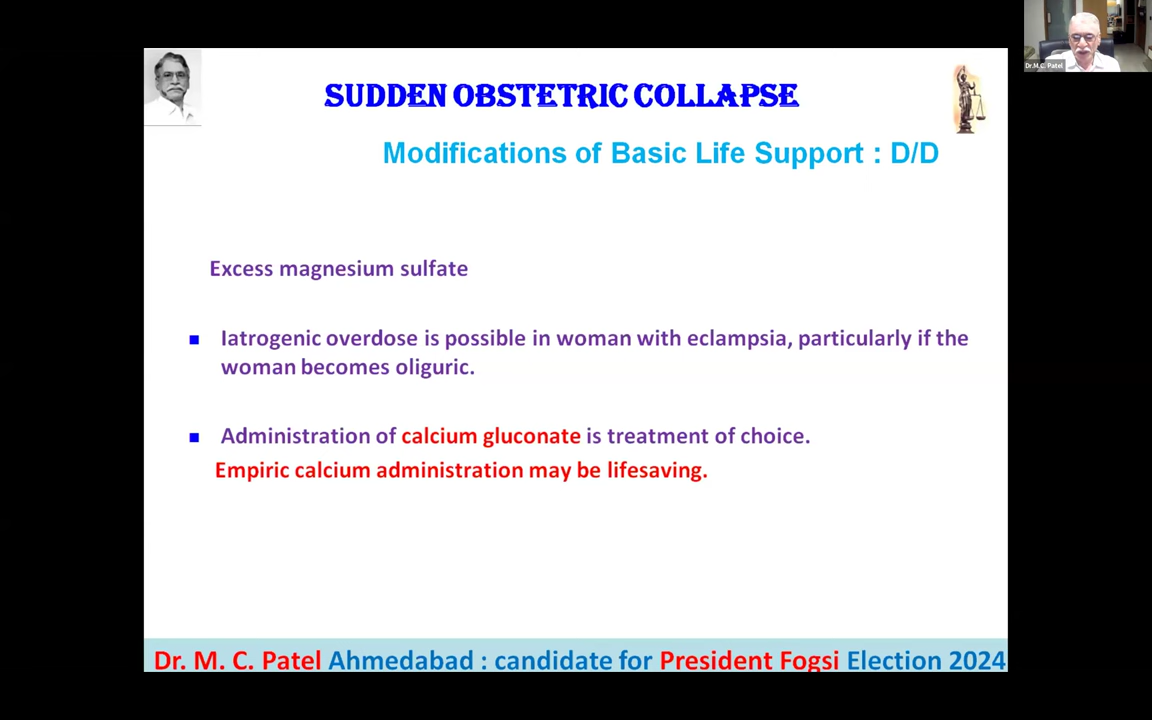 Dr.M.C. Patel
SUDDEN OBSTETRIC COLLAPSE
Modifications of Basic Life Support : D/D
Excess magnesium sulfate
Iatrogenic overdose is possible in woman with eclampsia, particularly if the
woman becomes oliguric.
Administration of calcium gluconate is treatment of choice.
Empiric calcium administration may be lifesaving.
Dr. M. C. Patel Ahmedabad : candidate for President Fogsi Election 2024